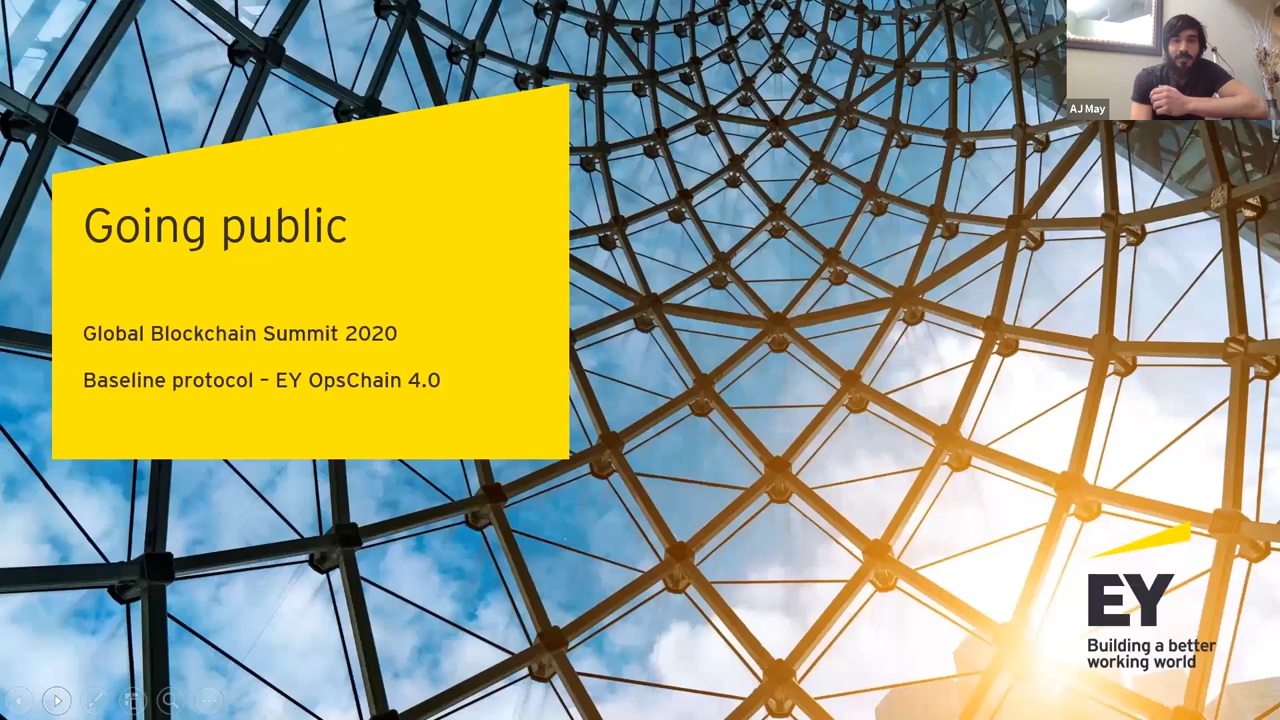 Going public
Global Blockchain Summit 2020
Baseline protocol – EY OpsChain 4.0
AJ May
EY
Building a better
working world